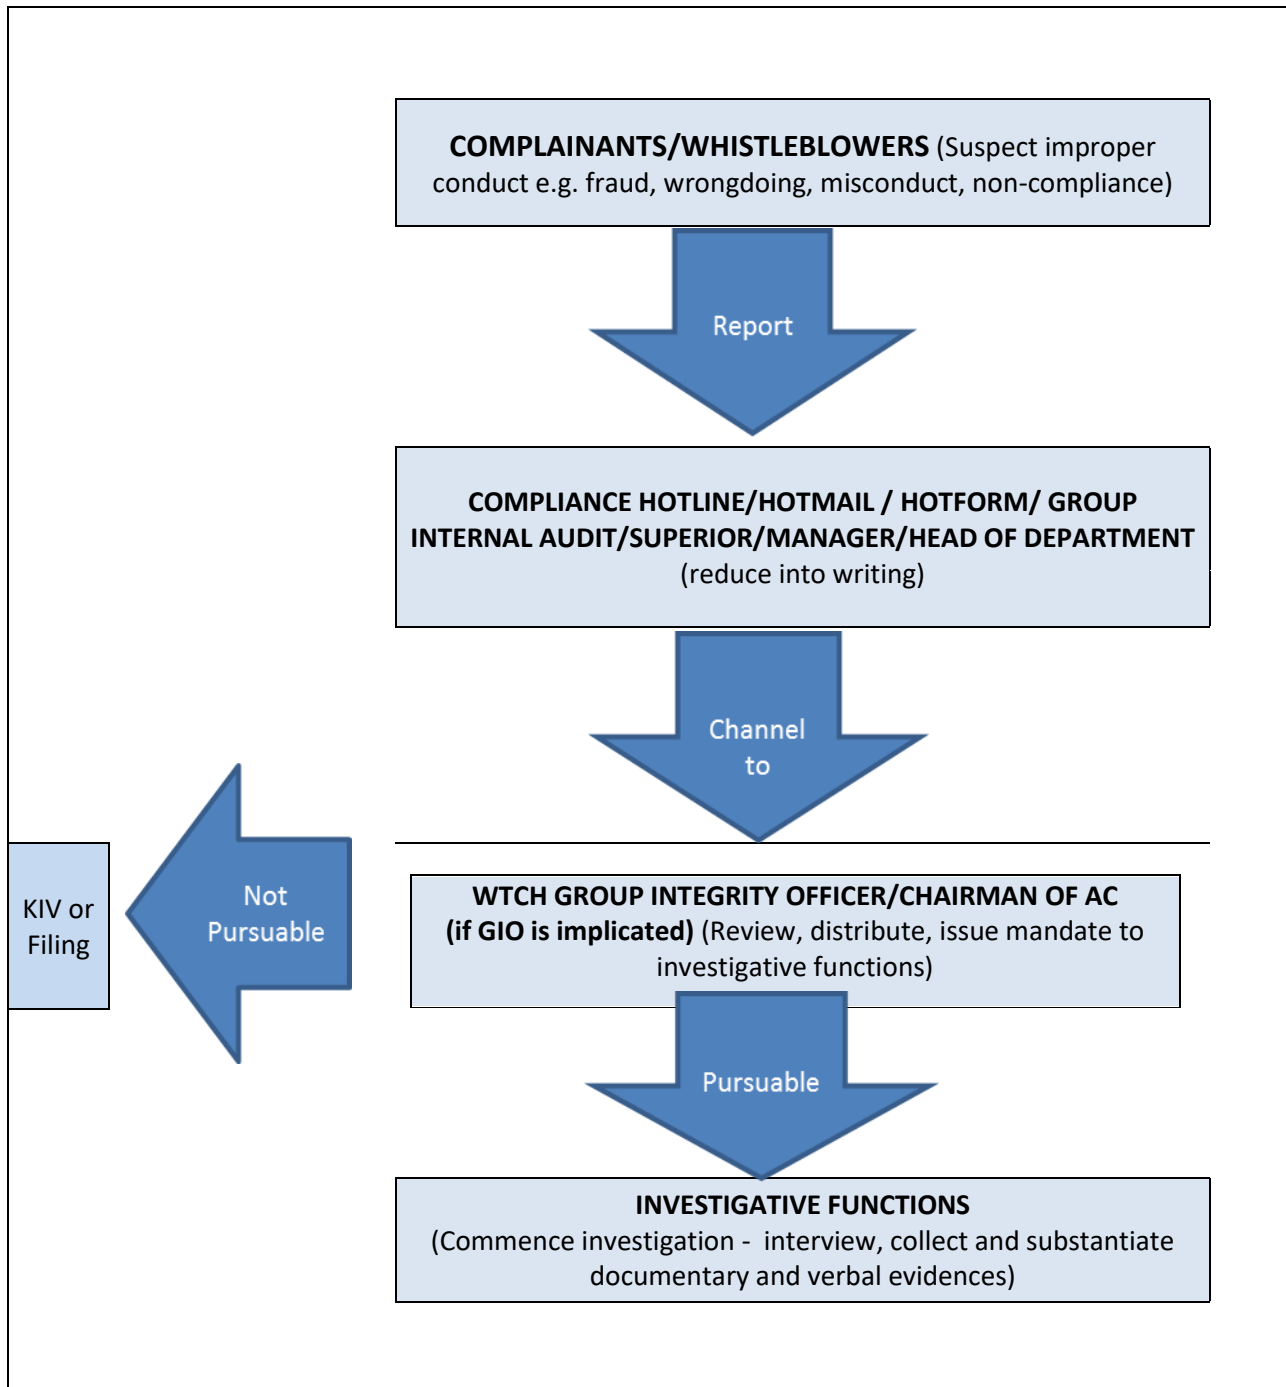 COMPLAINANTS/WHISTLEBLOWERS (Suspect improper
conduct e.g. fraud, wrongdoing, misconduct, non-compliance)
Report
COMPLIANCE HOTLINE/HOTMAIL / HOTFORM/ GROUP
INTERNAL AUDIT/SUPERIOR/MANAGER/HEAD OF DEPARTMENT
(reduce into writing)
Channel
to
KIV or
Filing
Not
Pursuable
WTCH GROUP INTEGRITY OFFICER/CHAIRMAN OF AC
(if GIO is implicated) (Review, distribute, issue mandate to
investigative functions)
Pursuable
INVESTIGATIVE FUNCTIONS
(Commence investigation -  interview, collect and substantiate
documentary and verbal evidences)